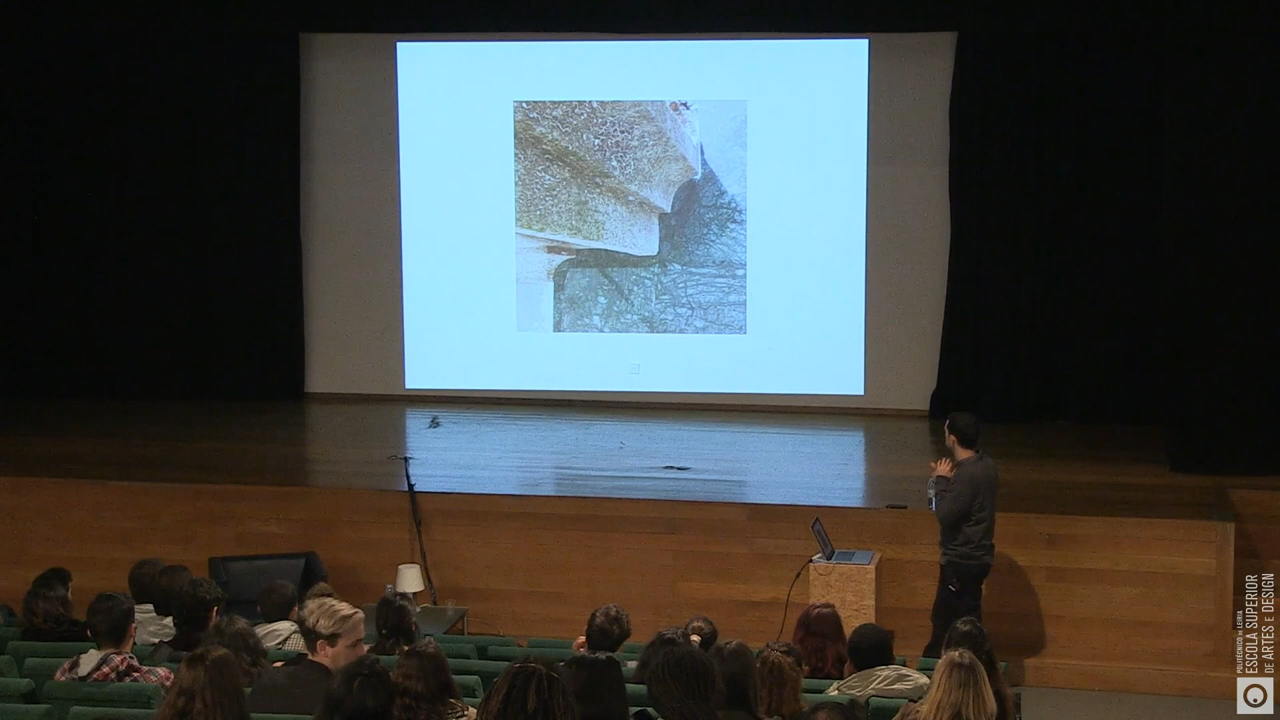 POLITÉCNICO DE LEIRIA
ESCOLA SUPERIOR
DE ARTES E DESIGN